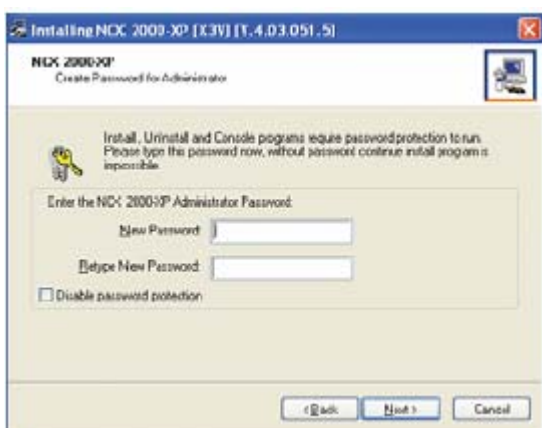 Installing NCX 2000-XP [X3V] [Y.4.03.051.5]
NCX 2000-XP
Create Password for Administrator
Install, Uninstall and Console programs require password protection to run.
Please type this password now, without password continue install program is
impossible.
Enter the NCX 2000-XP Administrator Password:
New Password:
Retype New Password:
Disable password protection
< Back
Next >
Cancel